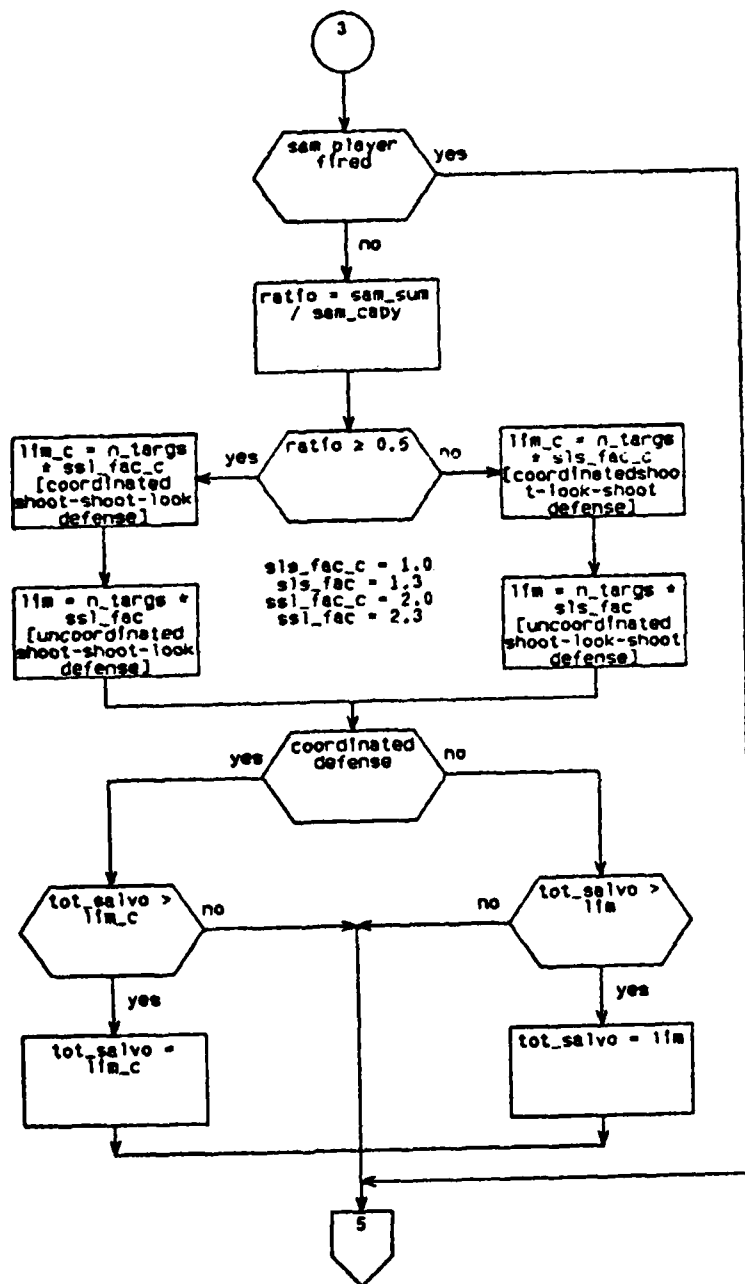 3
sam player
fired
yes
no
ratio = sam_sum
/ sam_capy
ratio ≥ 0.5
yes
no
lim_c = n_targs
* ssl_fac_c
[coordinated
shoot-shoot-look
defense]
lim_c = n_targs
* sls_fac_c
[coordinatedshoo
t-look-shoot
defense]
sls_fac_c = 1.0
sls_fac = 1.3
ssl_fac_c = 2.0
ssl_fac = 2.3
lim = n_targs *
ssl_fac
[uncoordinated
shoot-shoot-look
defense]
lim = n_targs *
sls_fac
[uncoordinated
shoot-look-shoot
defense]
coordinated
defense
yes
no
tot_salvo >
lim_c
no
yes
tot_salvo >
lim
no
yes
tot_salvo =
lim_c
tot_salvo = lim
5